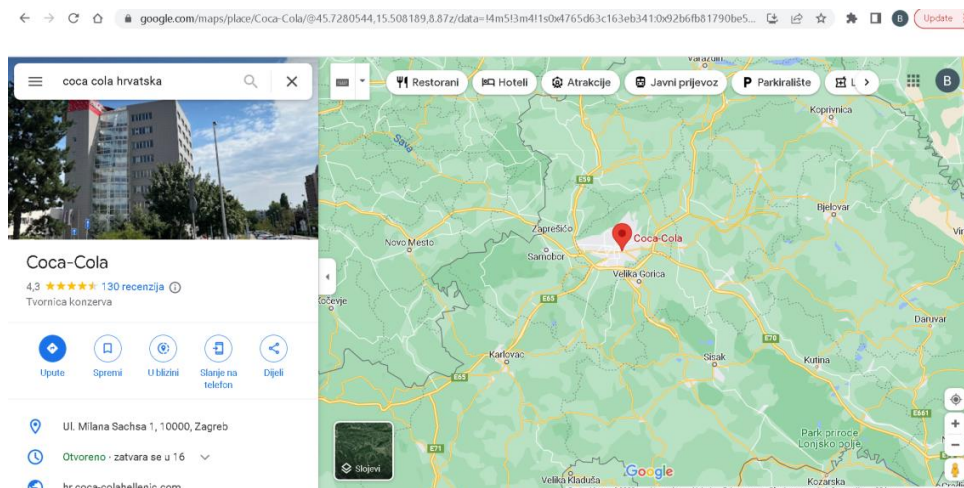 google.com/maps/place/Coca-Cola/@45.7280544,15.508189,8.87z/data=!4m5!3m4!1s0x4765d63c163eb341:0x92b6fb81790be5...
B
Update
coca cola hrvatska
Restorani
Hoteli
Atrakcije
Javni prijevoz
P Parkiralište
B
Coca-Cola
4,3
130 recenzija
Tvornica konzerva
Upute
Spremi
U blizini
Slanje na telefon
Dijeli
Ul. Milana Sachsa 1, 10000, Zagreb
Otvoreno · zatvara se u 16
hr.coca-colahellenic.com
Varaždin
Koprivnica
Sava
E59
Bjelovar
Zaprešićo
Novo Mesto
Coca-Cola
Samobor
Velika Gorica
E65
Kočevje
Daruvar
E70
Karlovac
Sisak
Kutina
E65
E661
Park prirode
Lonjsko polje
E71
Slojevi
Google
Velika Kladuša
Kozarska